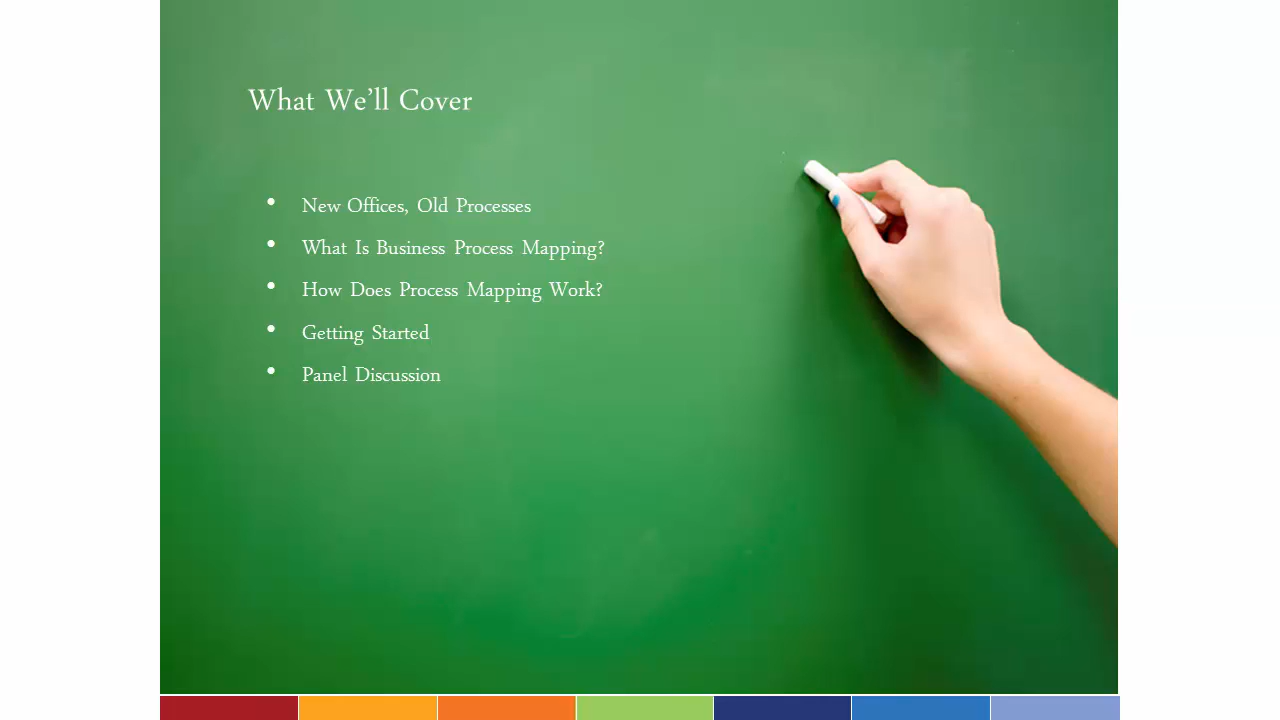 What We’ll Cover
• New Offices, Old Processes
• What Is Business Process Mapping?
• How Does Process Mapping Work?
• Getting Started
• Panel Discussion